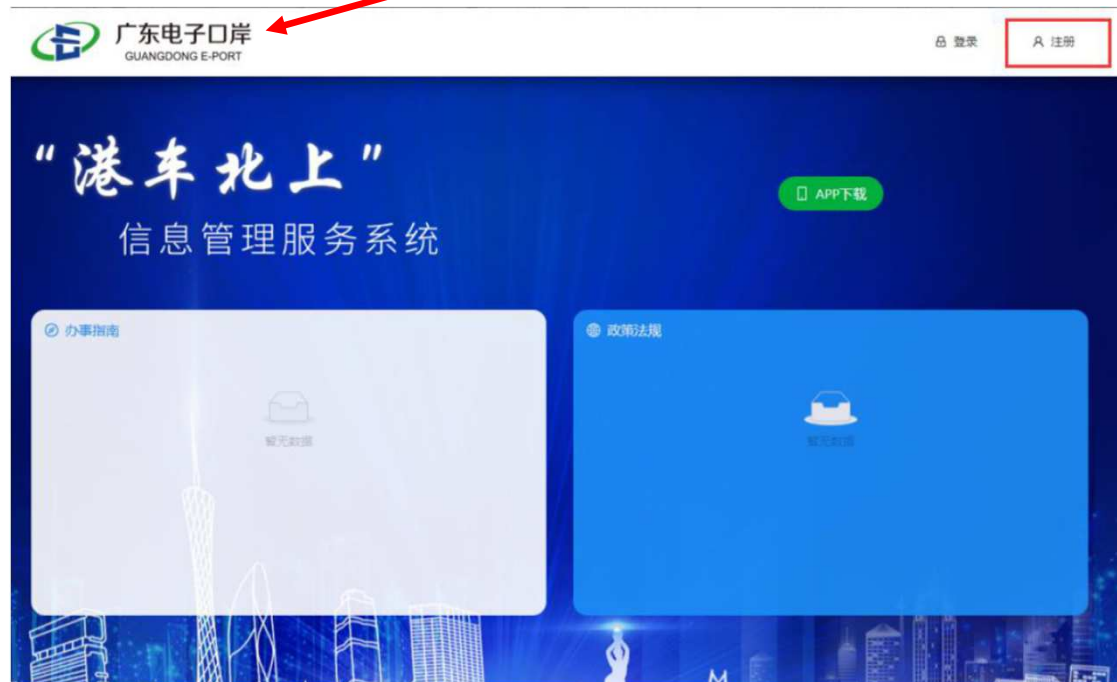 广东电子口岸
GUANGDONG E-PORT
登录
注册
“港车北上”
信息管理服务系统
APP下载
办事指南
政策法规
暂无数据
暂无数据